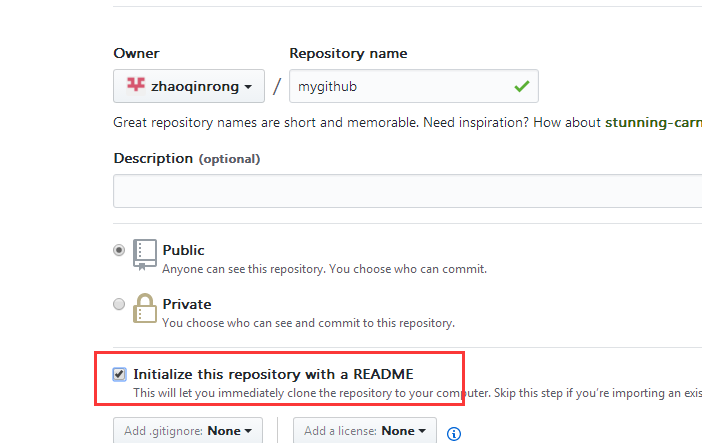 Owner Repository name
zhaoqinrong / mygithub
Great repository names are short and memorable. Need inspiration? How about
Description (optional)
Public
Anyone can see this repository. You choose who can commit.
Private
You choose who can see and commit to this repository.
Initialize this repository with a README
This will let you immediately clone the repository to your computer. Skip this step if you're importing an
Add .gitignore: None Add a license: None